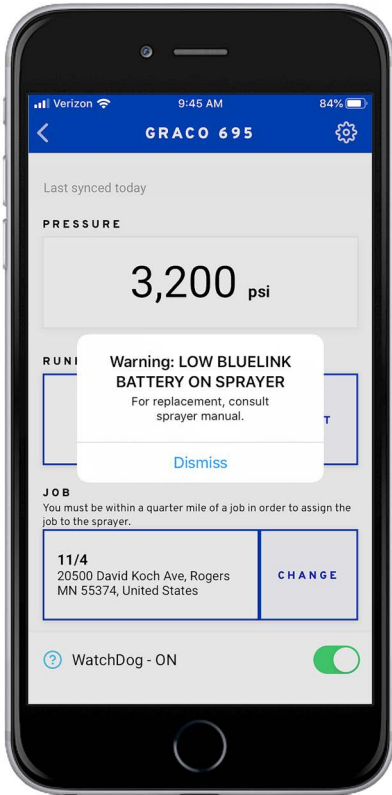 Verizon 9:45 AM 84%
GRACO 695
Last synced today
PRESSURE
3,200 psi
Warning: LOW BLUELINK
BATTERY ON SPRAYER
For replacement, consult
sprayer manual.
Dismiss
JOB
You must be within a quarter mile of a job in order to assign the
job to the sprayer.
11/4
20500 David Koch Ave, Rogers
MN 55374, United States
CHANGE
? WatchDog - ON